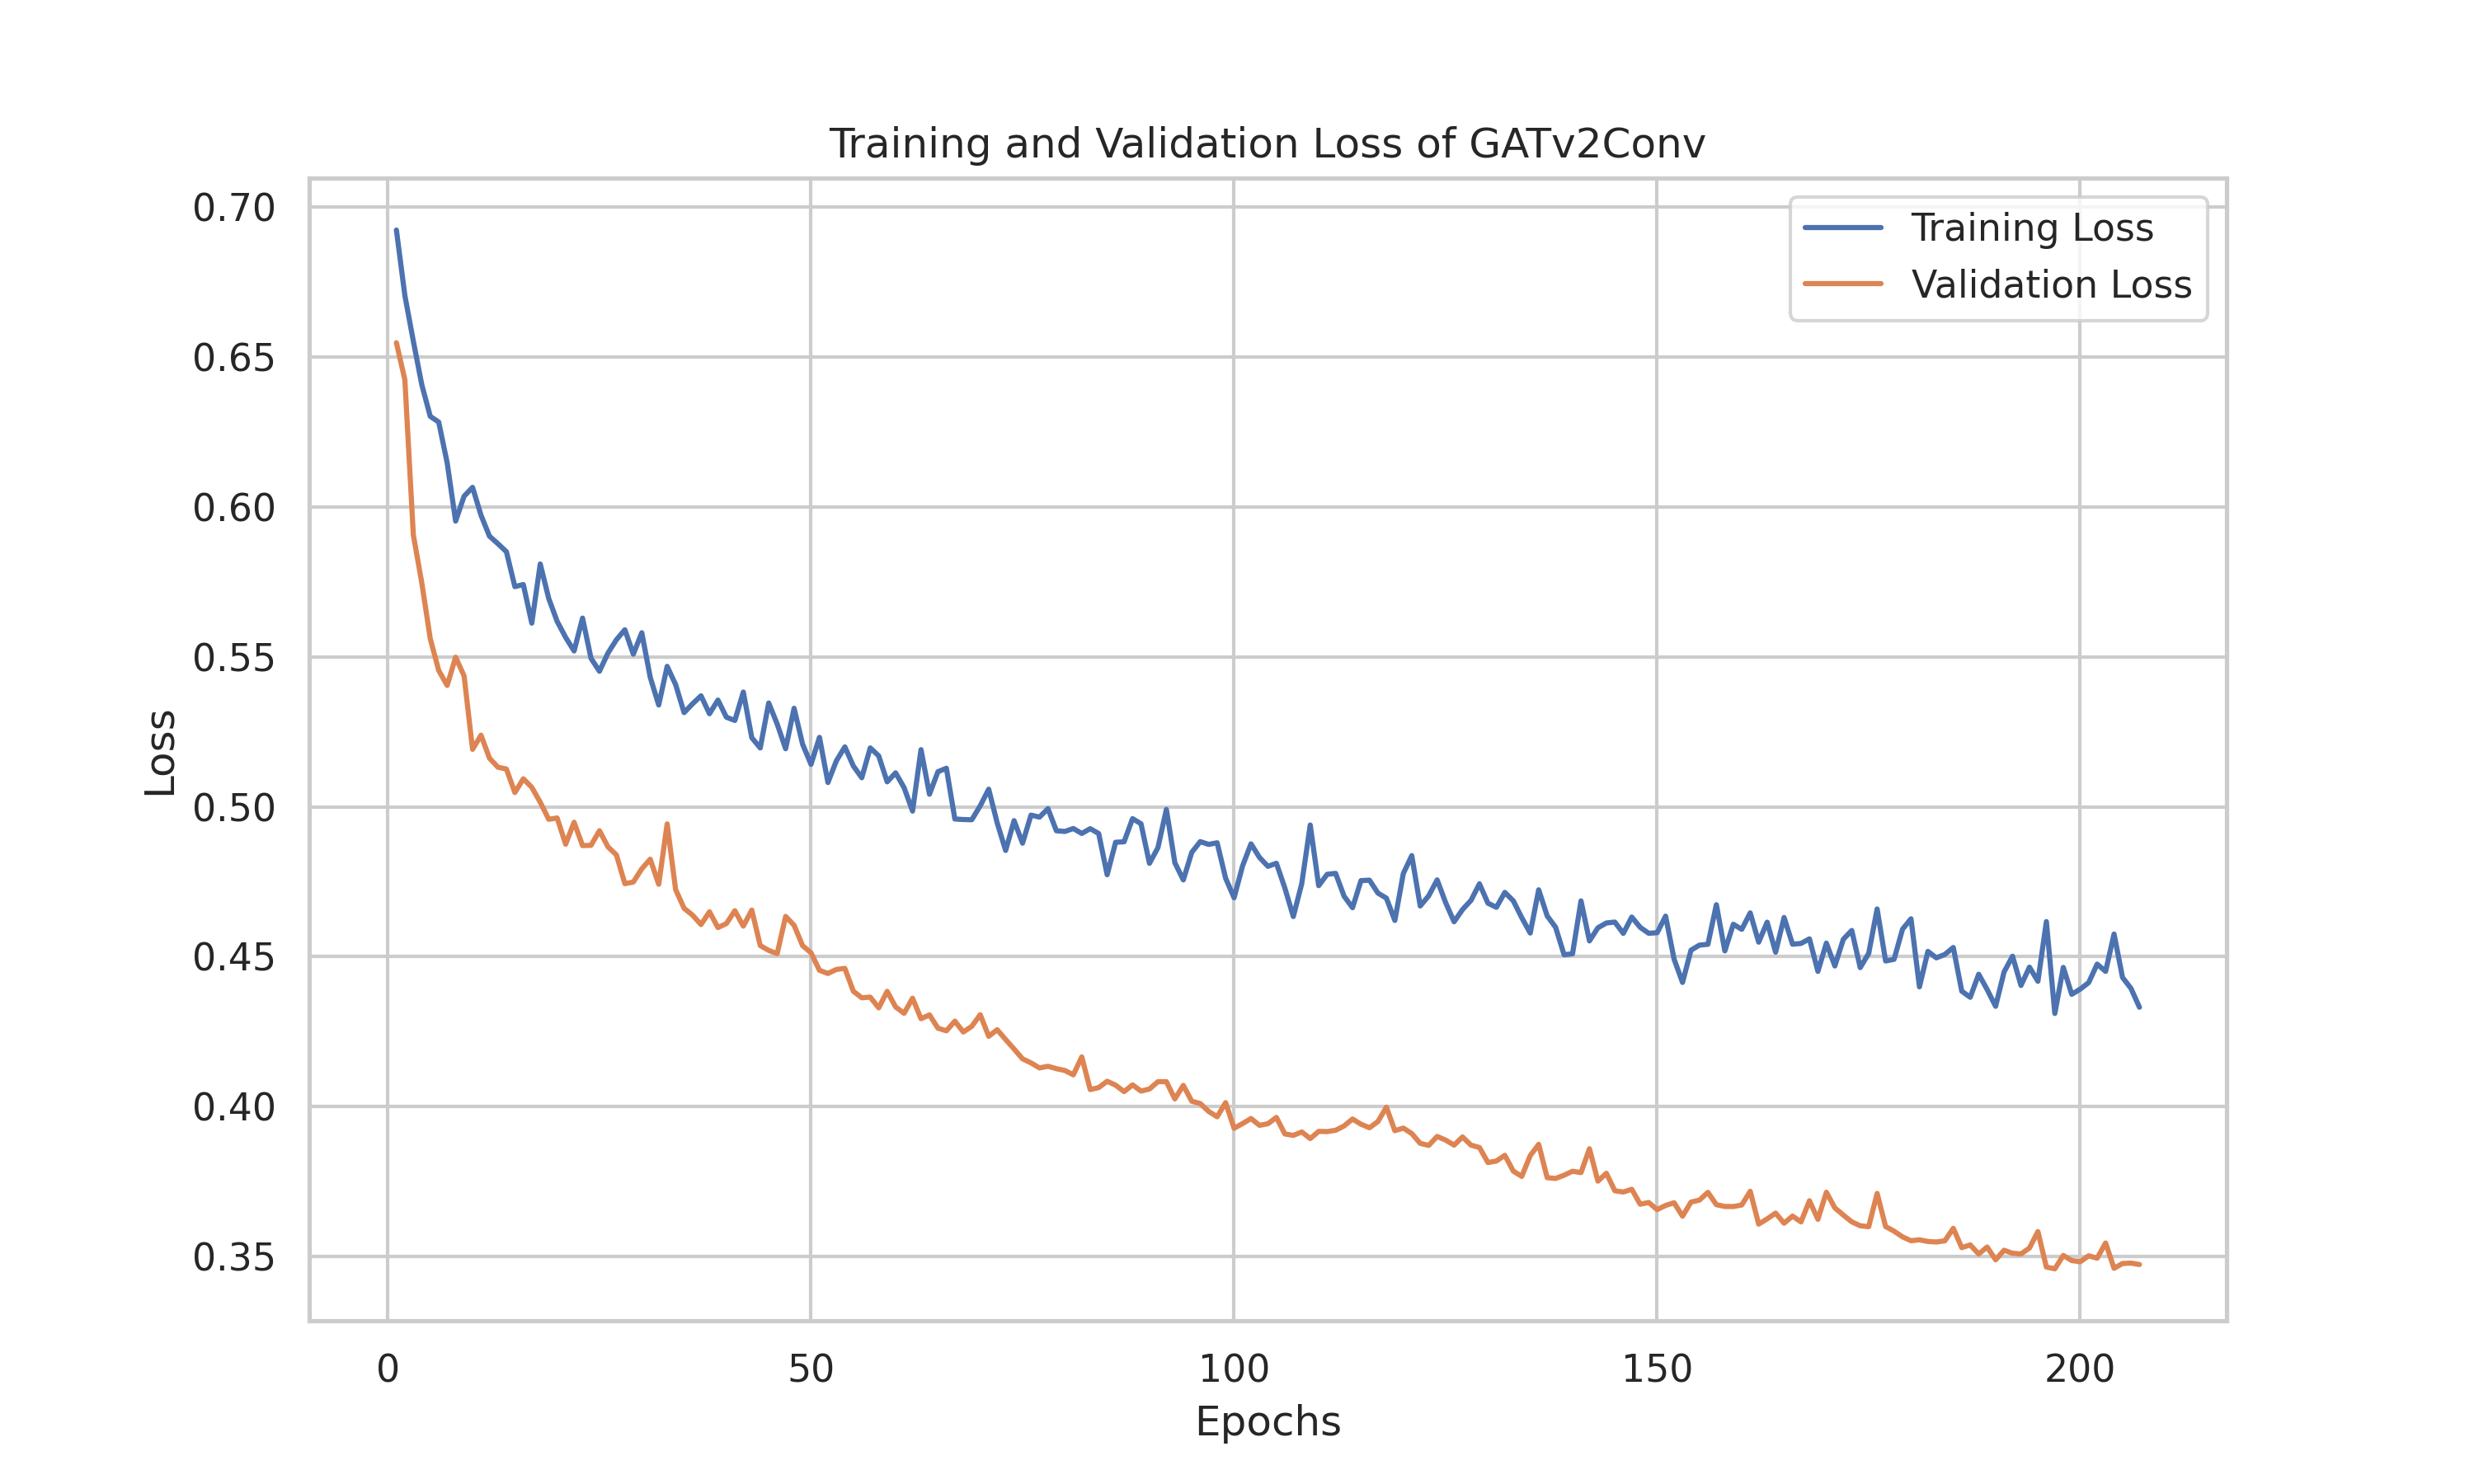 Training and Validation Loss of GATv2Conv
Training Loss
Validation Loss
0.70
0.65
0.60
0.55
0.50
0.45
0.40
0.35
Loss
0 50 100 150 200
Epochs